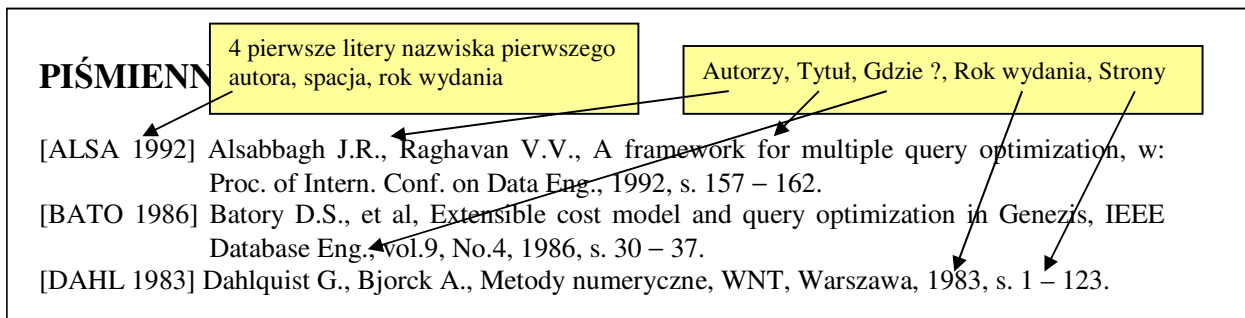 4 pierwsze litery nazwiska pierwszego
autora, spacja, rok wydania
Autorzy, Tytuł, Gdzie ?, Rok wydania, Strony
PIŚMIENN
[ALSA 1992] Alsabbagh J.R., Raghavan V.V., A framework for multiple query optimization, w:
Proc. of Intern. Conf. on Data Eng., 1992, s. 157 – 162.
[BATO 1986] Batory D.S., et al, Extensible cost model and query optimization in Genezis, IEEE
Database Eng., vol.9, No.4, 1986, s. 30 – 37.
[DAHL 1983] Dahlquist G., Bjorck A., Metody numeryczne, WNT, Warszawa, 1983, s. 1 – 123.